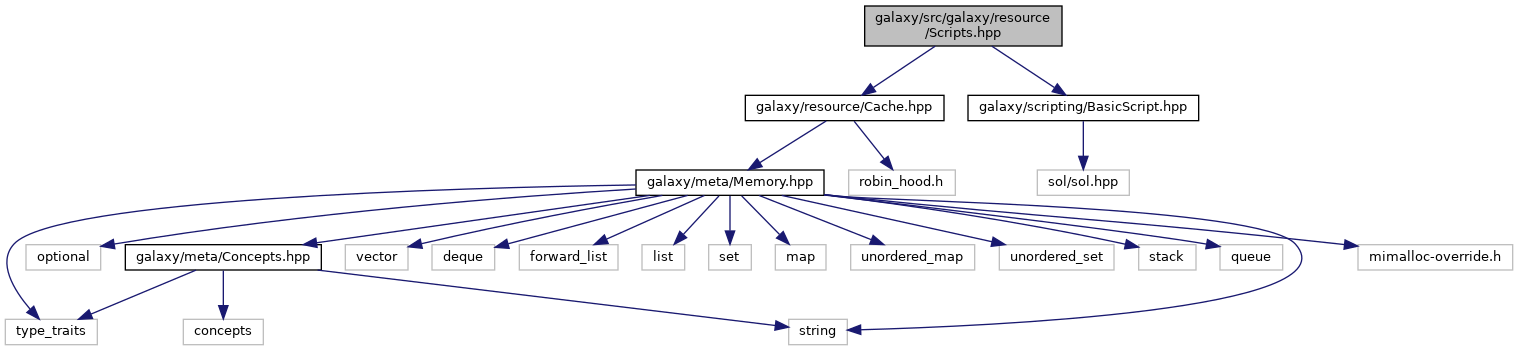 galaxy/src/galaxy/resource
/Scripts.hpp
galaxy/resource/Cache.hpp
galaxy/scripting/BasicScript.hpp
galaxy/meta/Memory.hpp
robin_hood.h
sol/sol.hpp
optional
galaxy/meta/Concepts.hpp
vector
deque
forward_list
list
set
map
unordered_map
unordered_set
stack
queue
mimalloc-override.h
type_traits
concepts
string